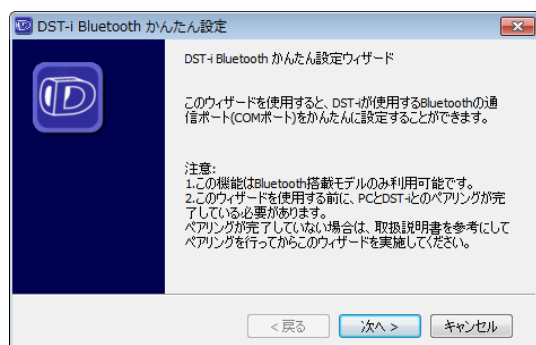 DST-i Bluetooth かんたん設定
DST-i Bluetooth かんたん設定ウィザード
このウィザードを使用すると、DST-iが使用するBluetoothの通
信ポート(COMポート)をかんたんに設定することができます。
注意:
1.この機能はBluetooth搭載モデルのみ利用可能です。
2.このウィザードを使用する前に、PCとDST-iとのペアリングが完
了している必要があります。
ペアリングが完了していない場合は、取扱説明書を参考にして
ペアリングを行ってからこのウィザードを実施してください。
< 戻る 次へ > キャンセル